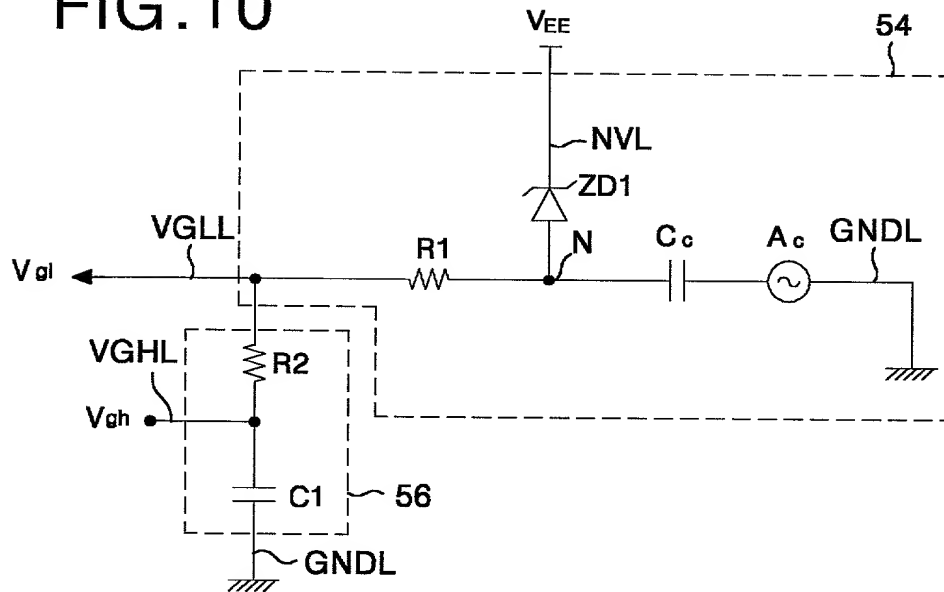 FIG.10
VEE
54
NVL
ZD1
VGLL
R1
N
Cc
Ac
GNDL
Vgl
VGHL
R2
Vgh
C1
56
GNDL